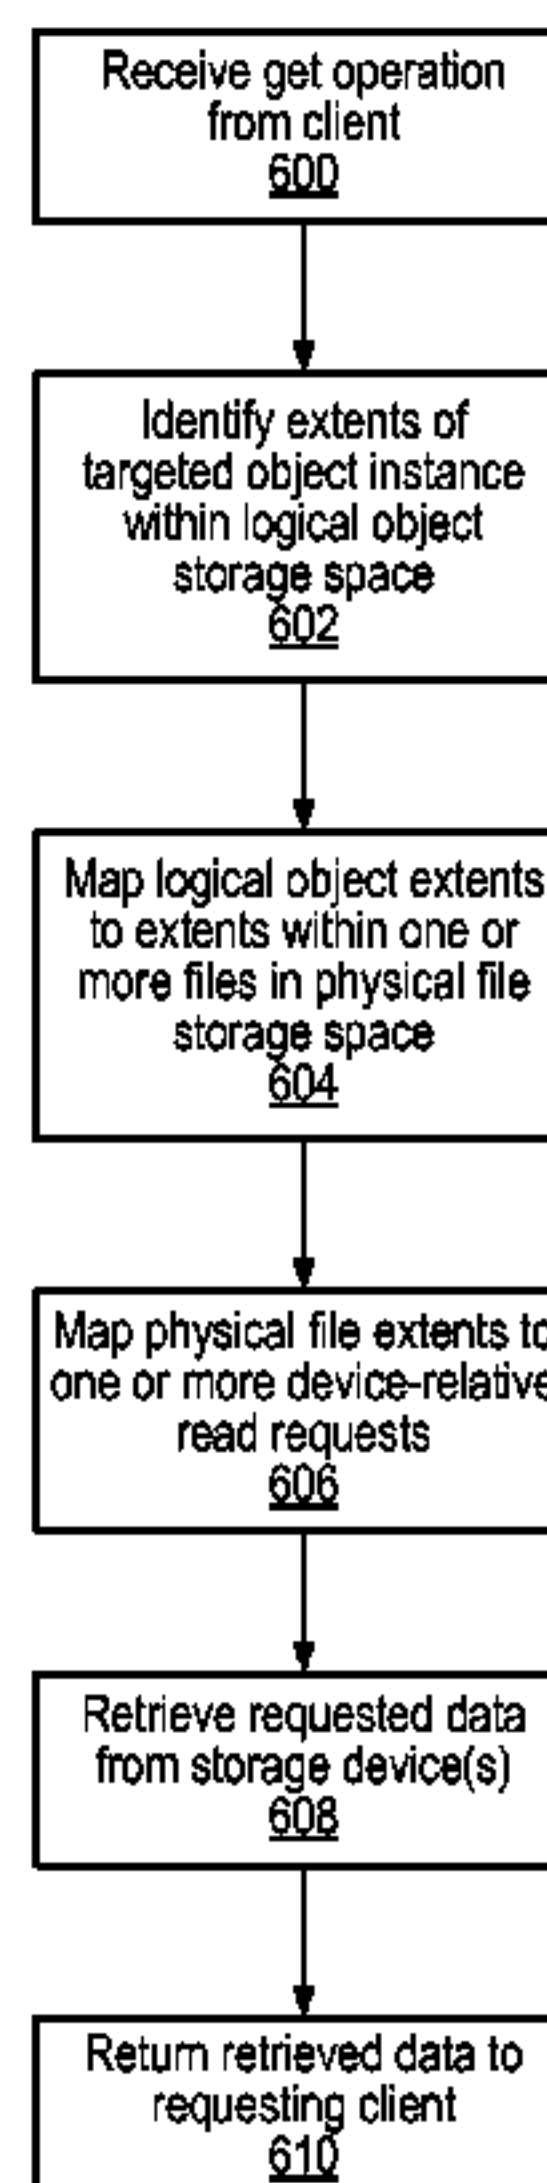 Receive get operation
from client
600
Identify extents of
targeted object instance
within logical object
storage space
602
Map logical object extents
to extents within one or
more files in physical file
storage space
604
Map physical file extents to
one or more device-relative
read requests
606
Retrieve requested data
from storage device(s)
608
Return retrieved data to
requesting client
610